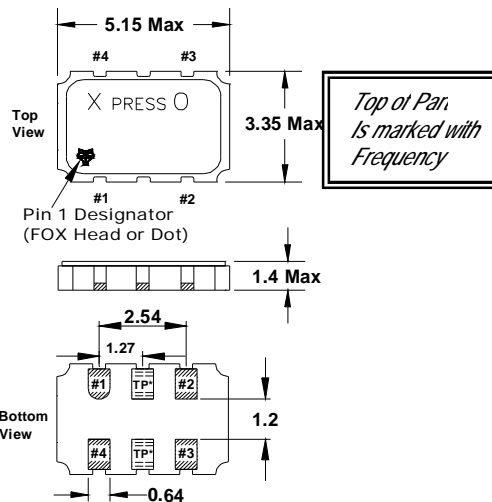 5.15 Max
#4
#3
X PRESS O
Top
View
3.35 Max
Top of Part
Is marked with
Frequency
#1
#2
Pin 1 Designator
(FOX Head or Dot)
1.4 Max
2.54
1.27
#1
TP*
#2
Bottom
View
1.2
#4
TP*
#3
0.64